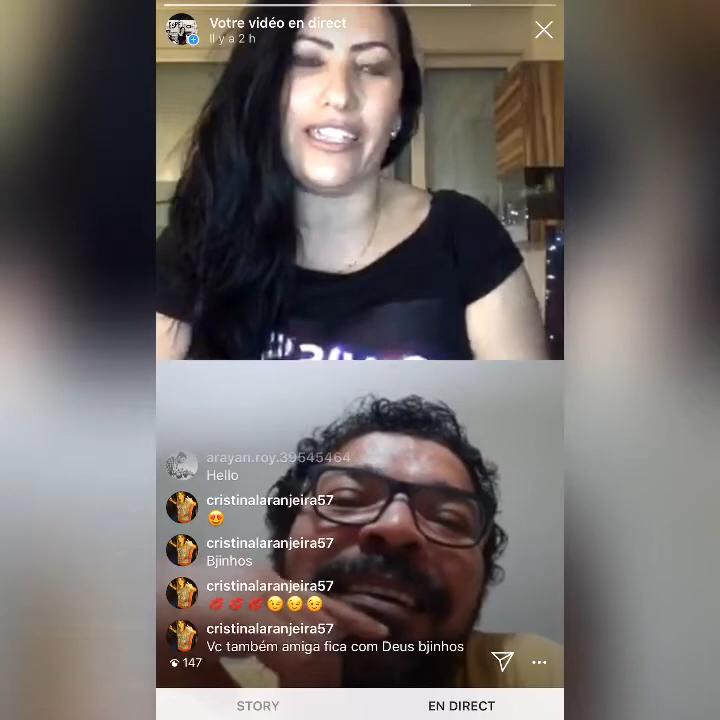 Votre vidéo en direct
Il y a 2 h
arayan.roy.39545464
Hello
cristinalaranjeira57
😍
cristinalaranjeira57
Bjinhos
cristinalaranjeira57
💋💋💋😉😉😉
cristinalaranjeira57
Vc também amiga fica com Deus bjinhos
147
STORY
EN DIRECT